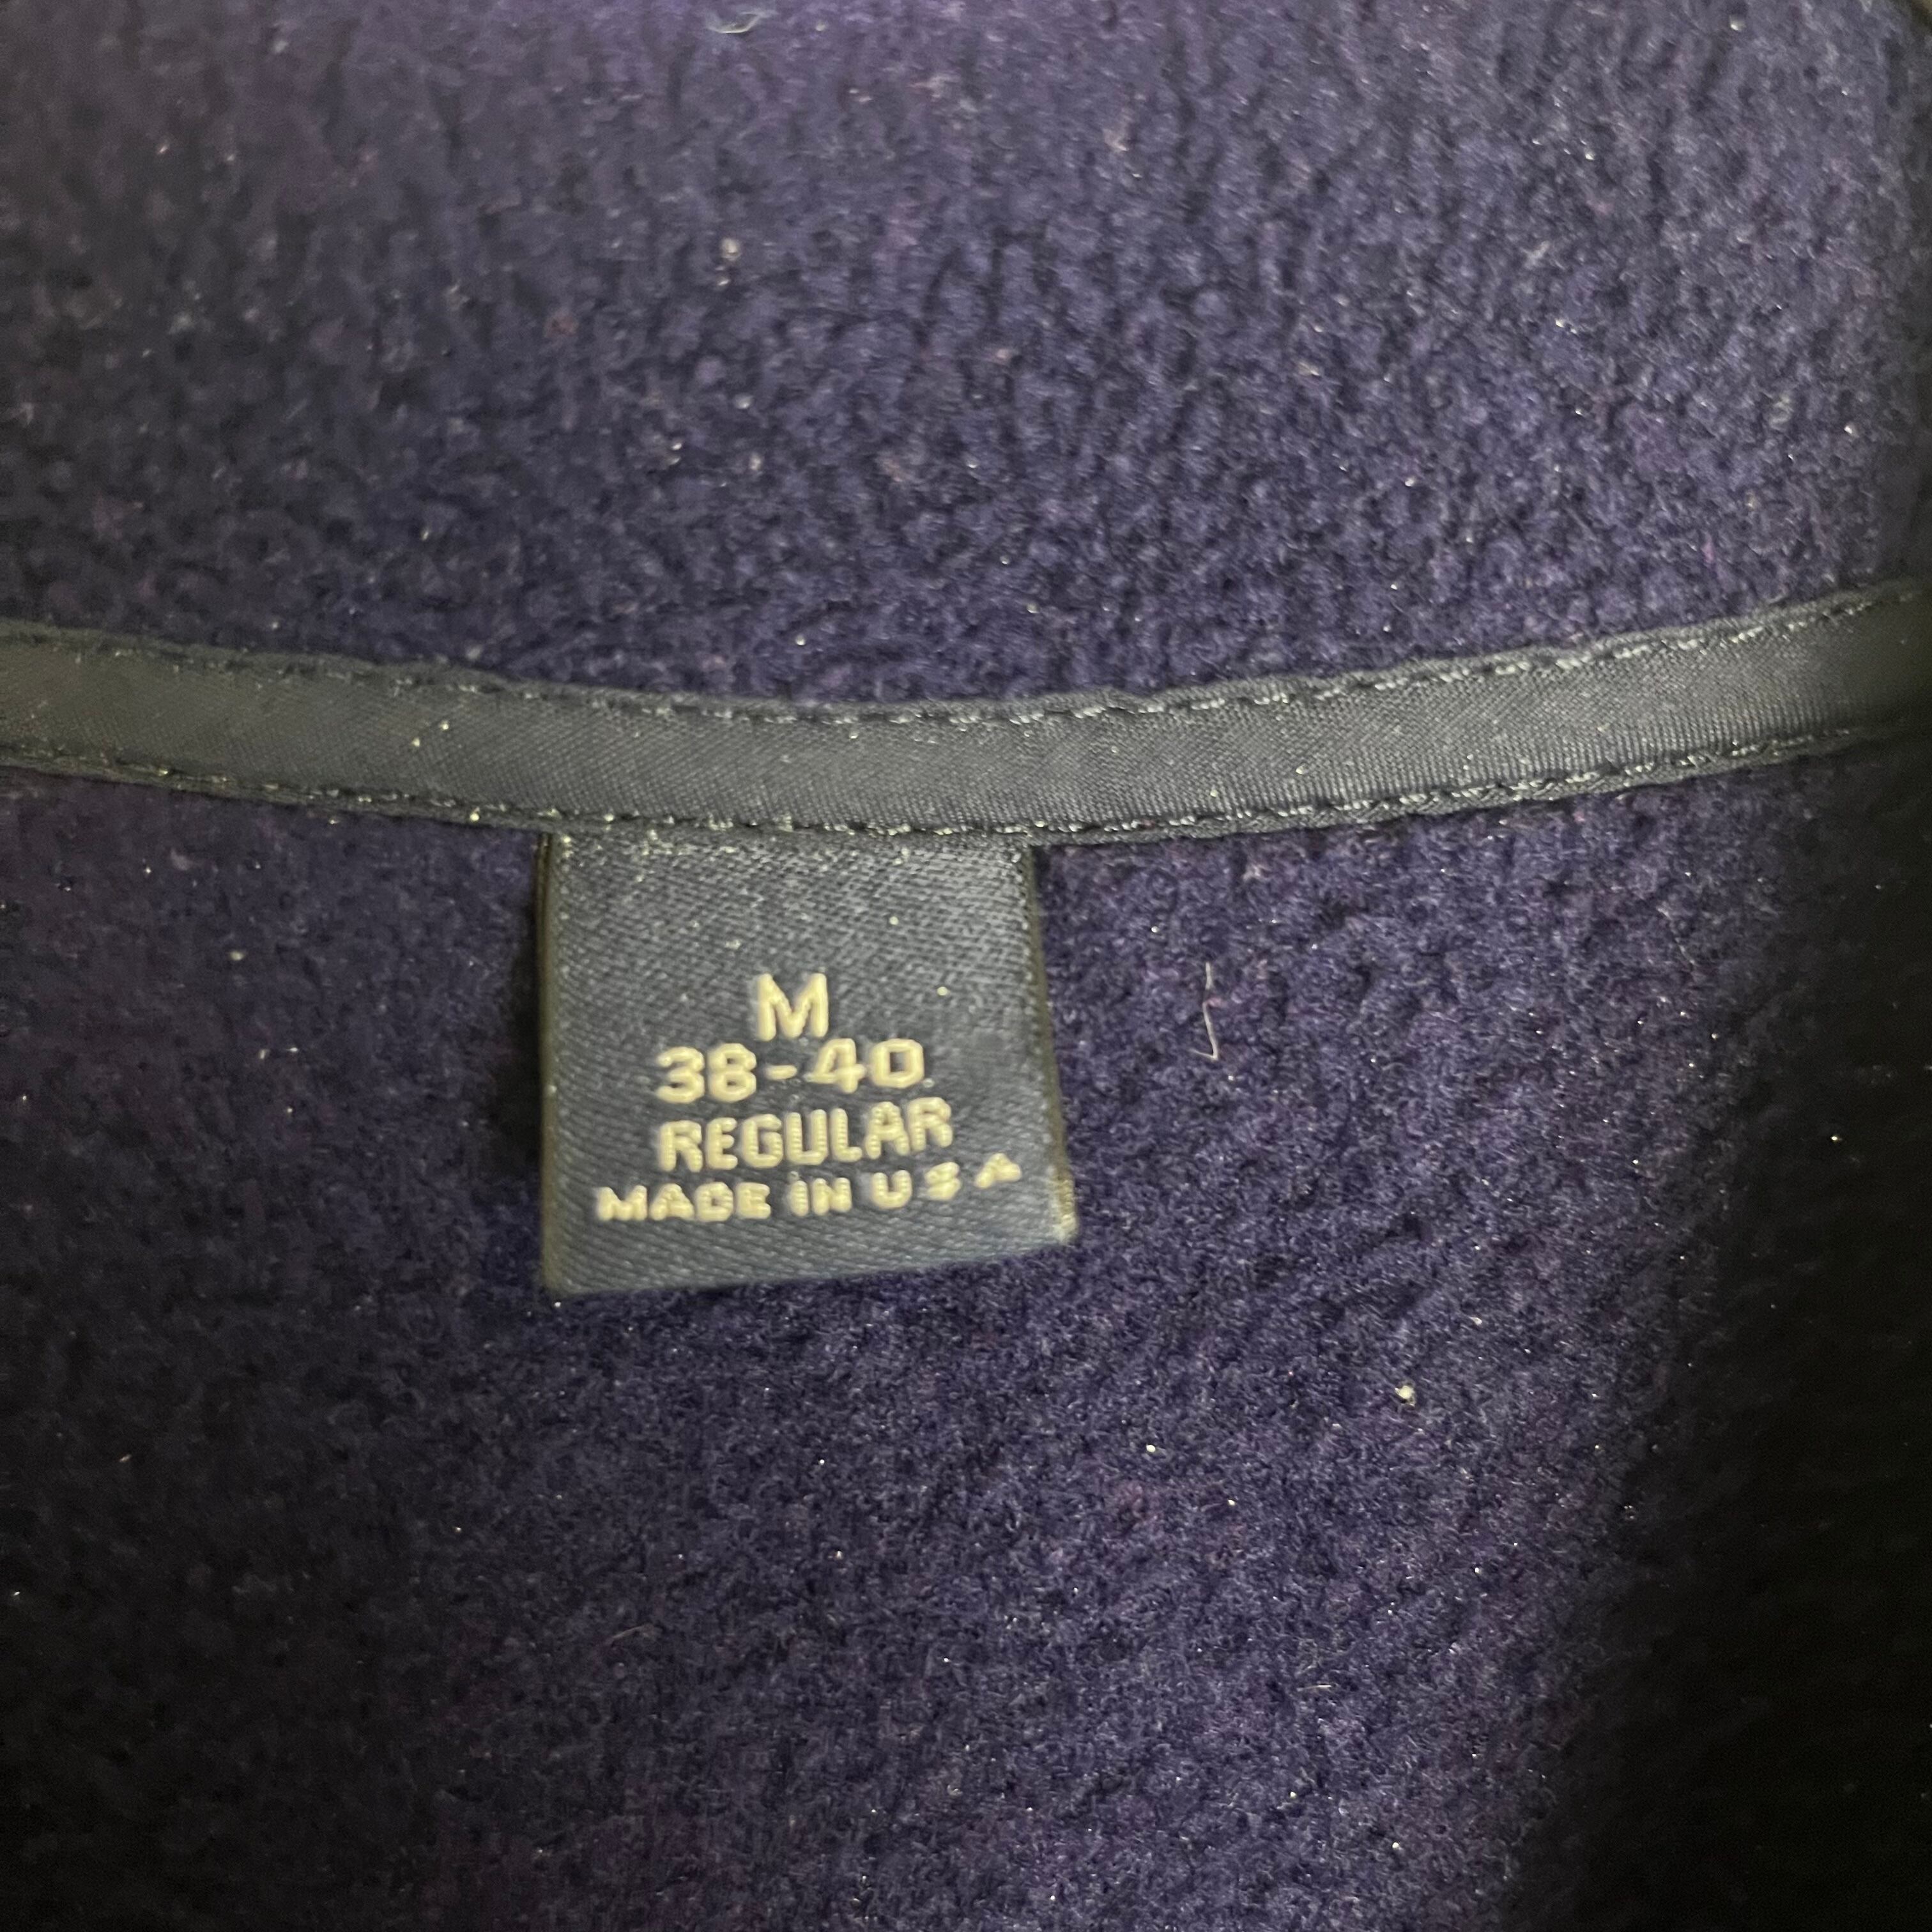 M
38-40
REGULAR
MADE IN U S A